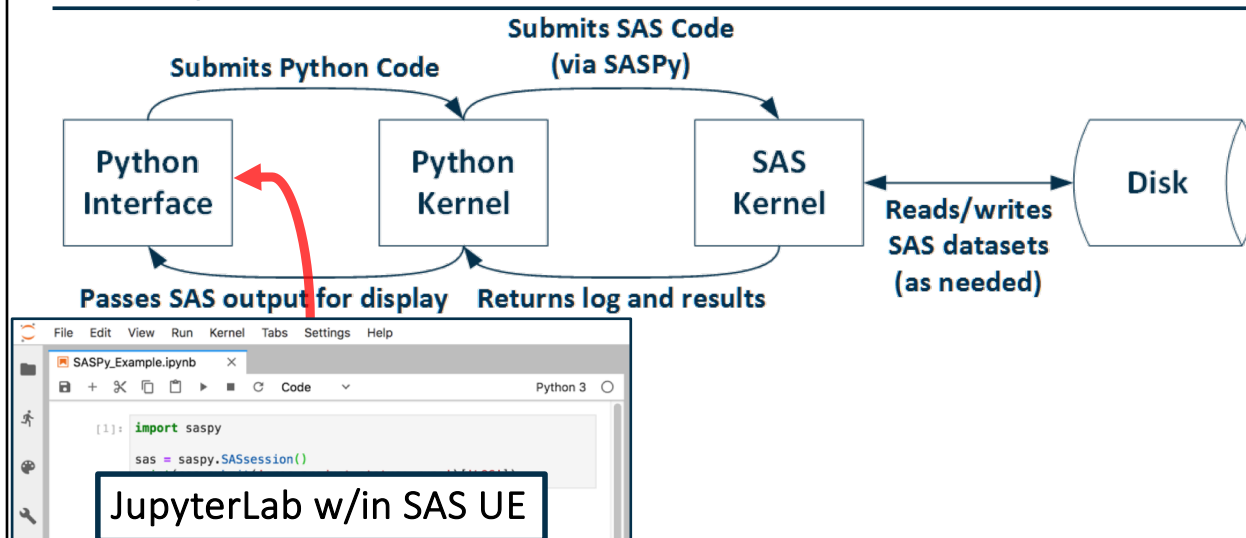 Submits SAS Code
(via SASPy)
Submits Python Code
Python
Interface
Python
Kernel
SAS
Kernel
Disk
Reads/writes
SAS datasets
(as needed)
Passes SAS output for display
Returns log and results
File Edit View Run Kernel Tabs Settings Help
SASPy_Example.ipynb
Code
Python 3
[1]: import saspy
sas = saspy.SASsession()
JupyterLab w/in SAS UE